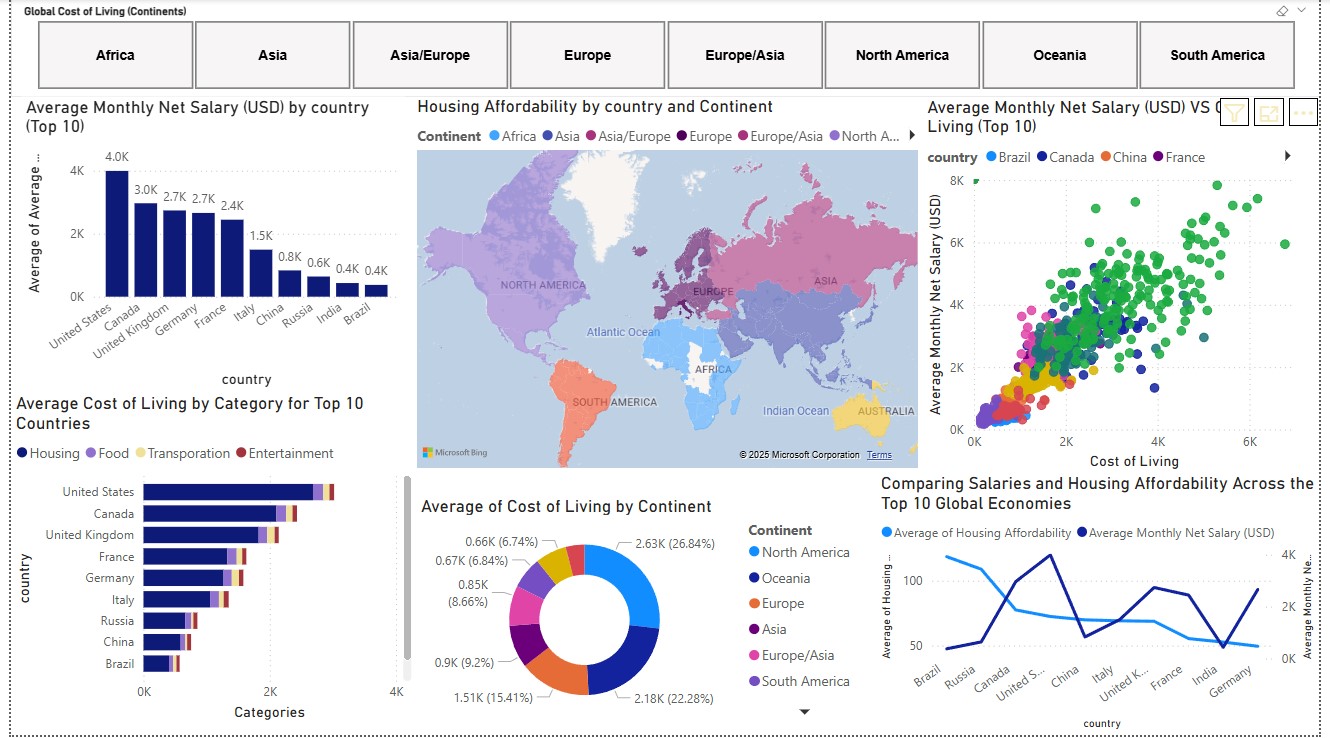 Global Cost of Living (Continents)
Africa
Asia
Asia/Europe
Europe
Europe/Asia
North America
Oceania
South America
Average Monthly Net Salary (USD) by country
(Top 10)
Average of Average ...
4K
2K
0K
4.0K
3.0K
2.7K
2.7K
2.4K
1.5K
0.8K
0.6K
0.4K
0.4K
United States
Canada
United Kingdom
Germany
France
Italy
China
Russia
India
Brazil
country
Housing Affordability by country and Continent
Continent
Africa
Asia
Asia/Europe
Europe
Europe/Asia
North A...
NORTH AMERICA
EUROPE
ASIA
Atlantic Ocean
AFRICA
SOUTH AMERICA
Indian Ocean
AUSTRALIA
Microsoft Bing
© 2025 Microsoft Corporation Terms
Average Monthly Net Salary (USD) VS
Living (Top 10)
country
Brazil
Canada
China
France
Average Monthly Net Salary (USD)
8K
6K
4K
2K
0K
0K
2K
4K
6K
Cost of Living
Average Cost of Living by Category for Top 10
Countries
Housing
Food
Transporation
Entertainment
country
United States
Canada
United Kingdom
France
Germany
Italy
Russia
China
Brazil
0K
2K
4K
Categories
Average of Cost of Living by Continent
0.66K (6.74%)
0.67K (6.84%)
0.85K
(8.66%)
0.9K (9.2%)
1.51K (15.41%)
2.63K (26.84%)
2.18K (22.28%)
Continent
North America
Oceania
Europe
Asia
Europe/Asia
South America
Comparing Salaries and Housing Affordability Across the
Top 10 Global Economies
Average of Housing Affordability
Average Monthly Net Salary (USD)
Average of Housing ...
100
50
4K
2K
0K
Average Monthly Ne...
Brazil
Russia
Canada
United S...
China
Italy
United K...
France
India
Germany
country